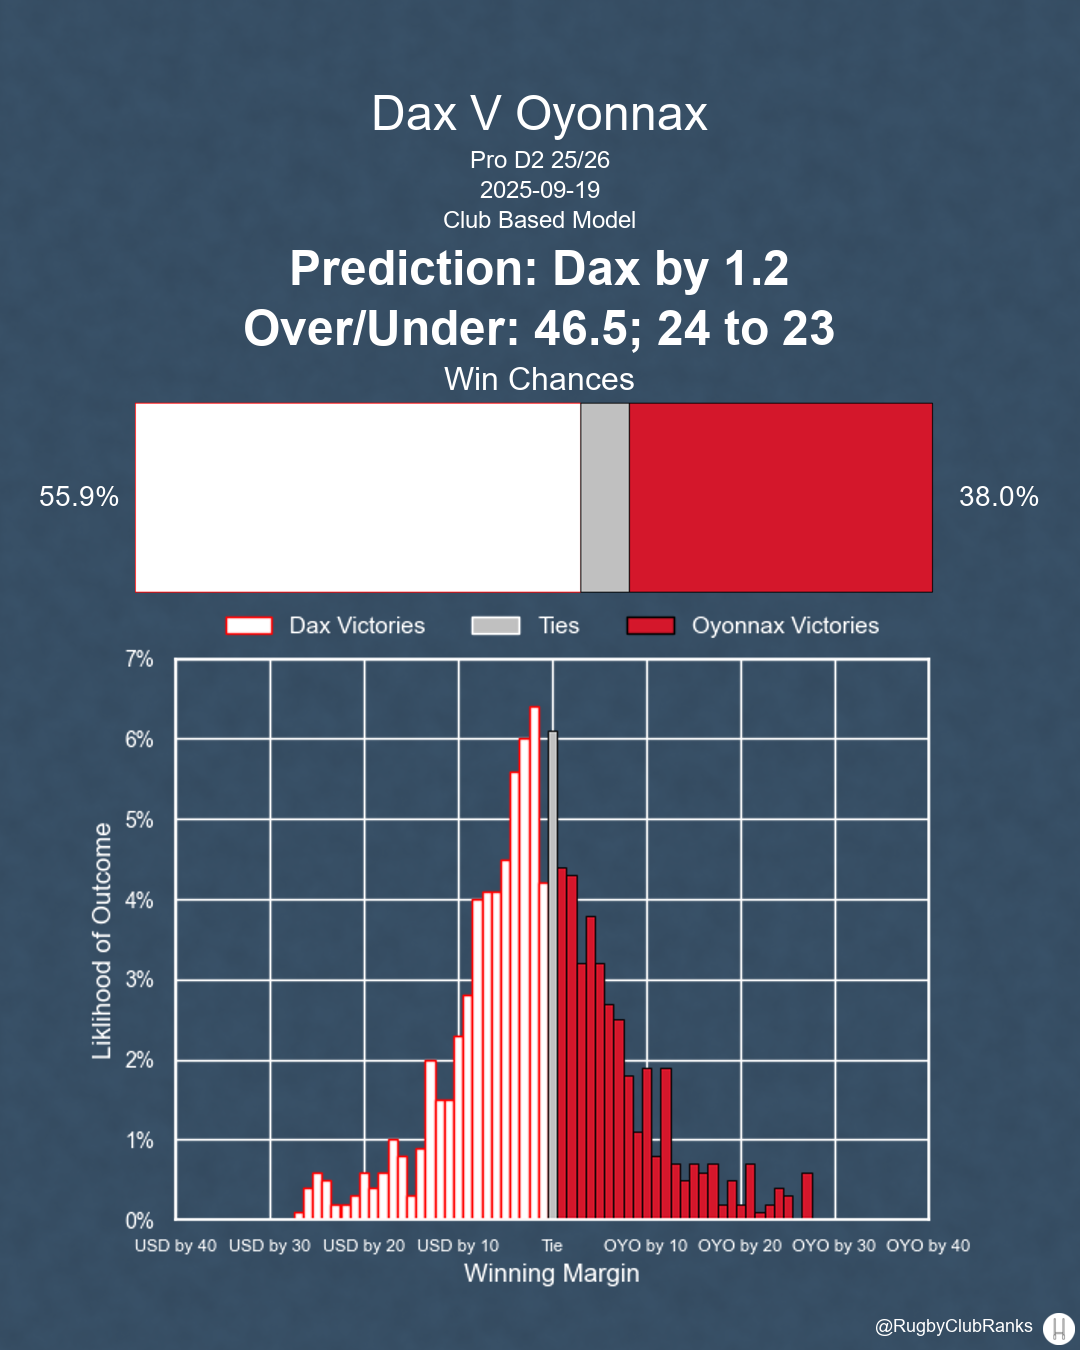 Dax V Oyonnax
Pro D2 25/26
2025-09-19
Club Based Model
Prediction: Dax by 1.2
Over/Under: 46.5; 24 to 23
Win Chances
55.9%
38.0%
Dax Victories
Ties
Oyonnax Victories
7%
6%
5%
4%
3%
2%
1%
0%
Liklihood of Outcome
USD by 40
USD by 30
USD by 20
USD by 10
Tie
OYO by 10
OYO by 20
OYO by 30
OYO by 40
Winning Margin
@RugbyClubRanks